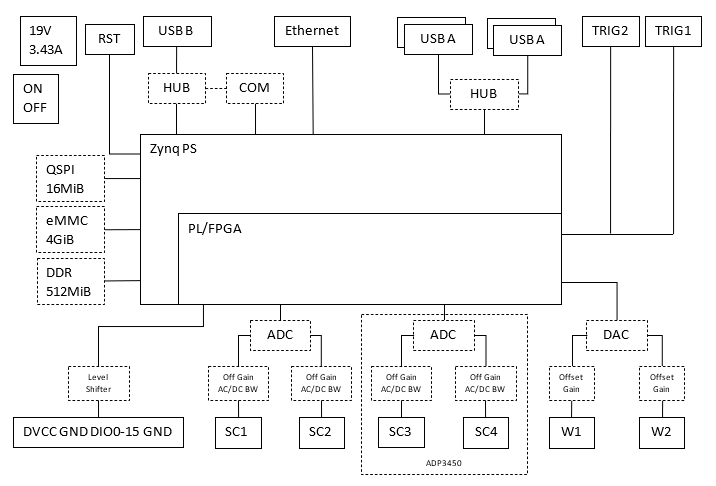 19V
3.43A
RST
USB B
Ethernet
USB A
USB A
TRIG2
TRIG1
ON
OFF
HUB
COM
HUB
Zynq PS
QSPI
16MiB
eMMC
4GiB
PL/FPGA
DDR
512MiB
ADC
ADC
DAC
Level
Shifter
Off Gain
AC/DC BW
Off Gain
AC/DC BW
Off Gain
AC/DC BW
Off Gain
AC/DC BW
Offset
Gain
Offset
Gain
DVCC GND DIO0-15 GND
SC1
SC2
SC3
SC4
W1
W2
ADP3450